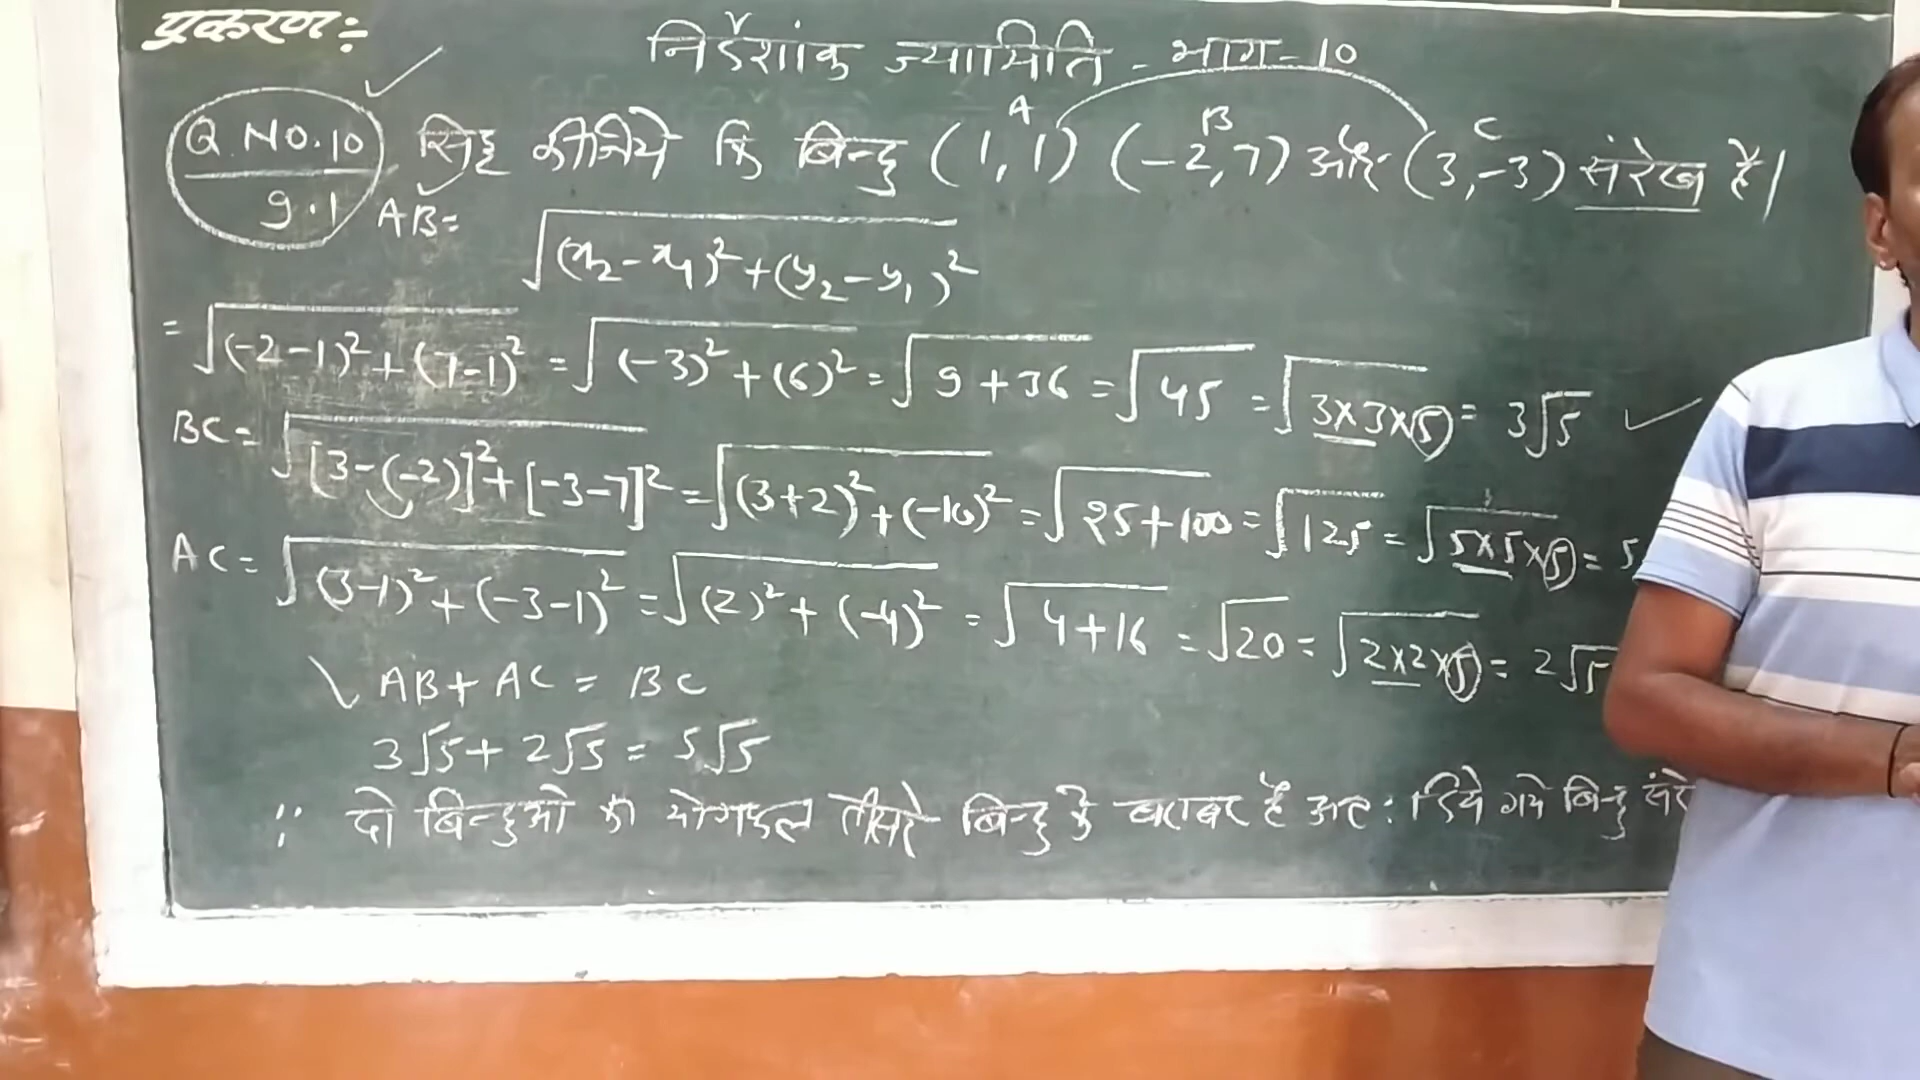 प्रकरण:-
निर्देशांक ज्यामिति - भाग - 10
Q. NO. 10 सिद्ध कीजिये कि बिन्दु (1, 1) (-2, 7) और (3, -3) संरेख है।
A B C
9.1
AB = √(x₂-x₁)²+(y₂-y₁)²
= √(-2-1)²+(7-1)² = √(-3)²+(6)² = √9+36 = √45 = √3×3×5 = 3√5
BC = √[3-(-2)]²+[-3-7]² = √(3+2)²+(-10)² = √25+100 = √125 = √5×5×5 = 5
AC = √(3-1)²+(-3-1)² = √(2)²+(-4)² = √4+16 = √20 = √2×2×5 = 2√5
AB + AC = BC
3√5 + 2√5 = 5√5
∵ दो बिन्दुओ का योगफल तीसरे बिन्दु के बराबर है अत: दिये गये बिन्दु संरे